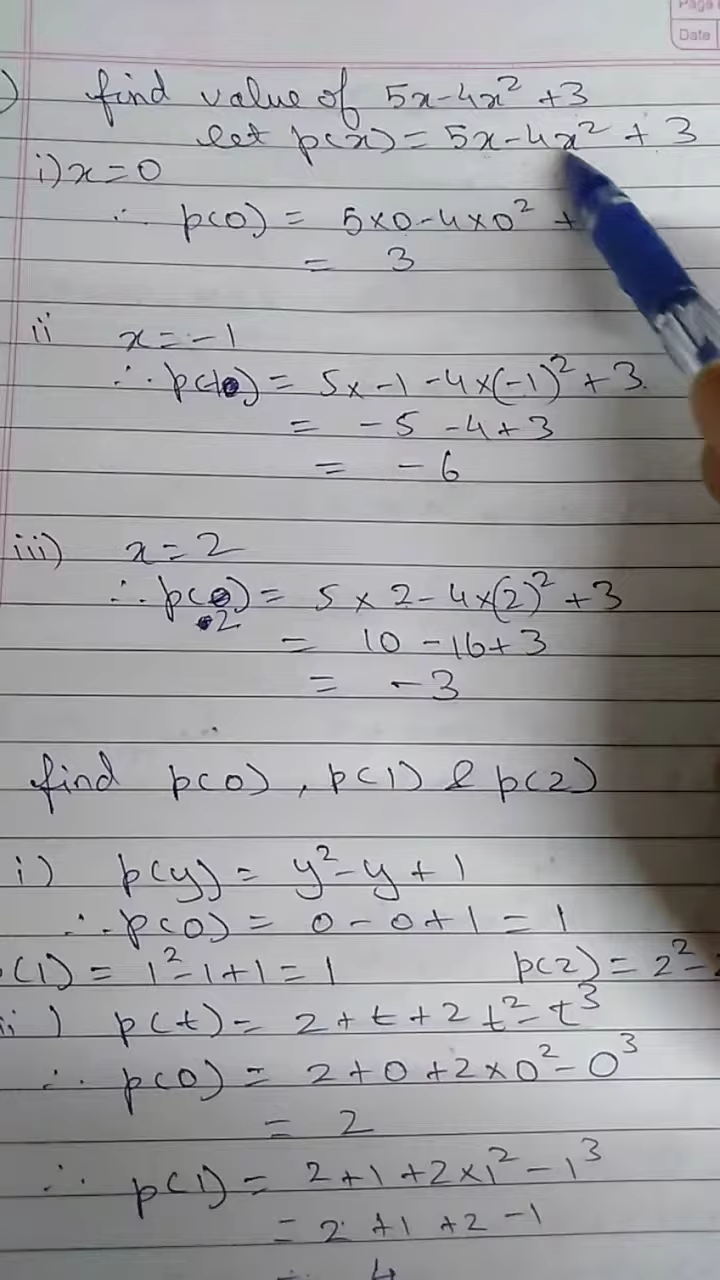 Page
Date
) find value of 5x-4x² +3
let p(x) = 5x-4x² + 3
i) x=0
∴ p(0) = 5×0-4×0² +
= 3
ii x=-1
∴ p(-1) = 5x -1 -4×(-1)² +3
= -5 -4+3
= -6
iii) x=2
∴ p( ) = 5 × 2- 4×(2)² +3
2
= 10 -16+3
= -3
find p(0), p(1) & p(2)
i) p(y) = y²-y+1
∴ p(0) = 0-0+1 = 1
(1) = 1²-1+1=1 p(2) = 2²-
ii) p(t) = 2+t+2t²-t³
∴ p(0) = 2+0+2×0²-0³
= 2
∴ p(1) = 2+1+2×1²-1³
= 2+1+2-1
= 4